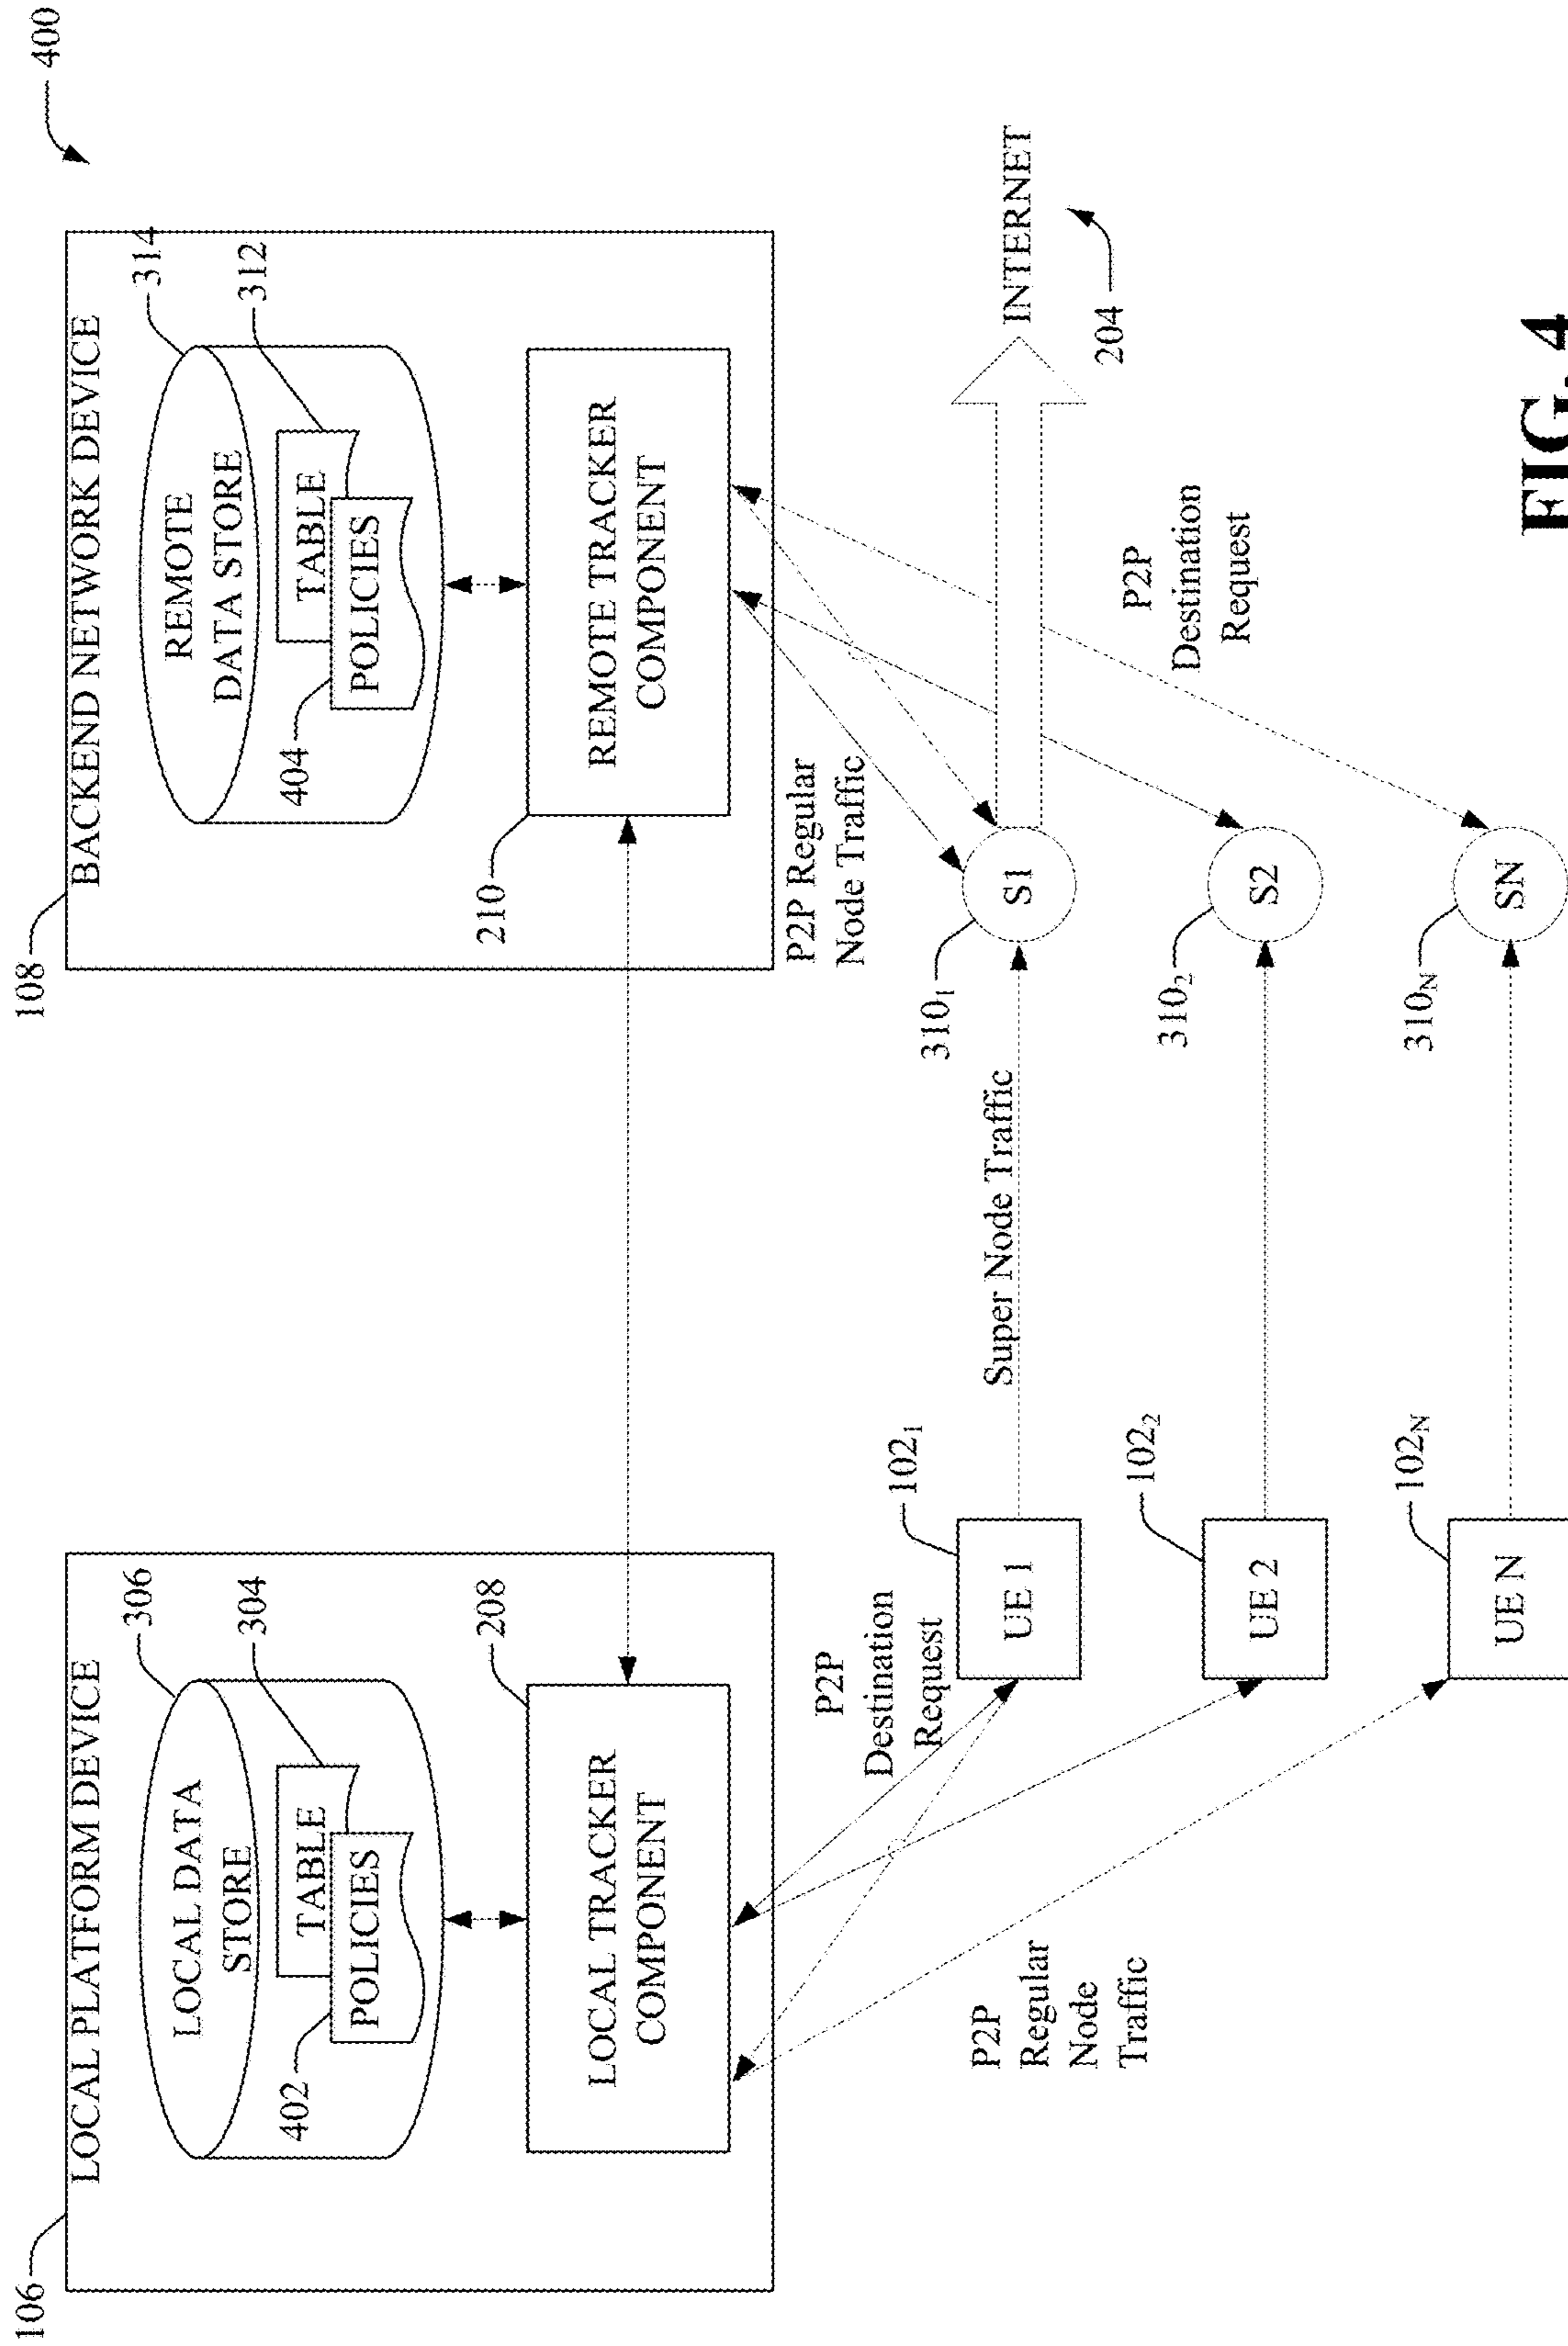 400
106
LOCAL PLATFORM DEVICE
LOCAL DATA
STORE
306
TABLE
304
POLICIES
402
LOCAL TRACKER
COMPONENT
208
108
BACKEND NETWORK DEVICE
REMOTE
DATA STORE
314
TABLE
312
POLICIES
404
REMOTE TRACKER
COMPONENT
210
P2P
Destination
Request
P2P
Regular
Node
Traffic
UE 1
102₁
UE 2
102₂
UE N
102ₙ
Super Node Traffic
P2P Regular
Node Traffic
S1
310₁
S2
310₂
SN
310ₙ
INTERNET
204
P2P
Destination
Request
FIG. 4